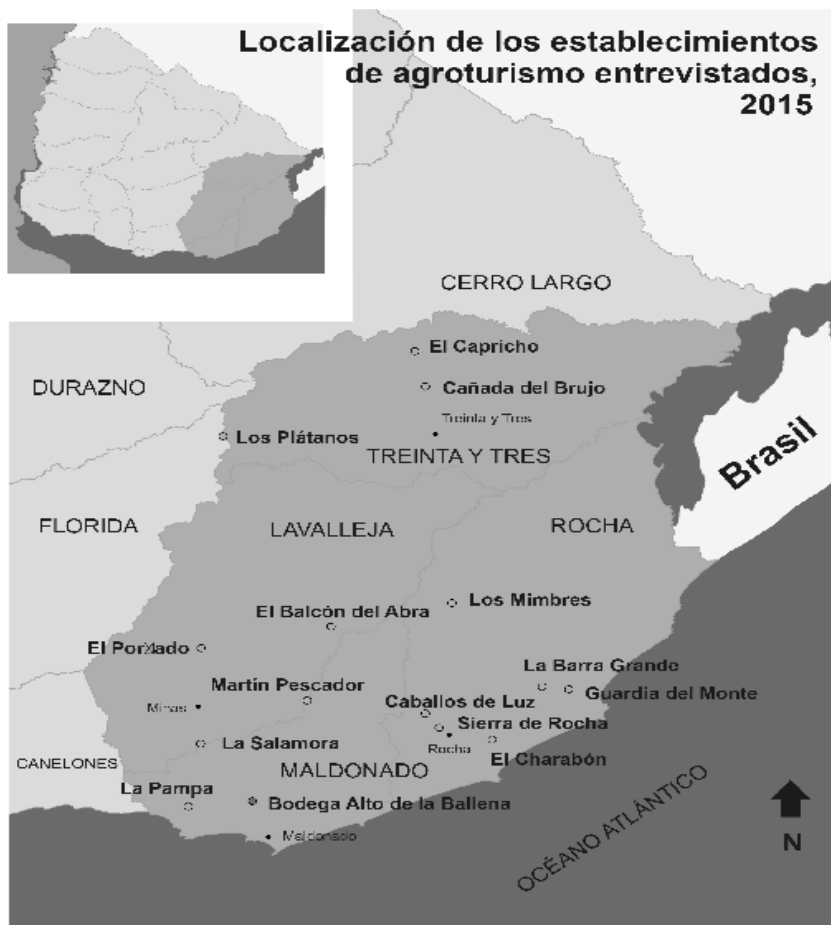 Localización de los establecimientos
de agroturismo entrevistados,
2015
CERRO LARGO
El Capricho
DURAZNO
Cañada del Brujo
Treinta y Tres
Los Plátanos
TREINTA Y TRES
Brasil
FLORIDA
LAVALLEJA
ROCHA
El Balcón del Abra
Los Mimbres
El Portado
La Barra Grande
Martín Pescador
Guardia del Monte
Minas
Caballos de Luz
Sierra de Rocha
La Salamora
Rocha
El Charabón
CANELONES
MALDONADO
La Pampa
Bodega Alto de la Ballena
OCÉANO ATLÁNTICO
Maldonado
N